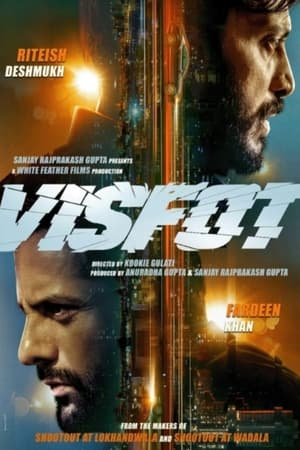 RITEISH
DESHMUKH
SANJAY RAJPRAKASH GUPTA PRESENTS
A WHITE FEATHER FILMS PRODUCTION
VISFOT
DIRECTED BY KOOKIE GULATI
PRODUCED BY ANURADHA GUPTA & SANJAY RAJPRAKASH GUPTA
FARDEEN
KHAN
FROM THE MAKERS OF
SHOOTOUT AT LOKHANDWALA AND SHOOTOUT AT WADALA